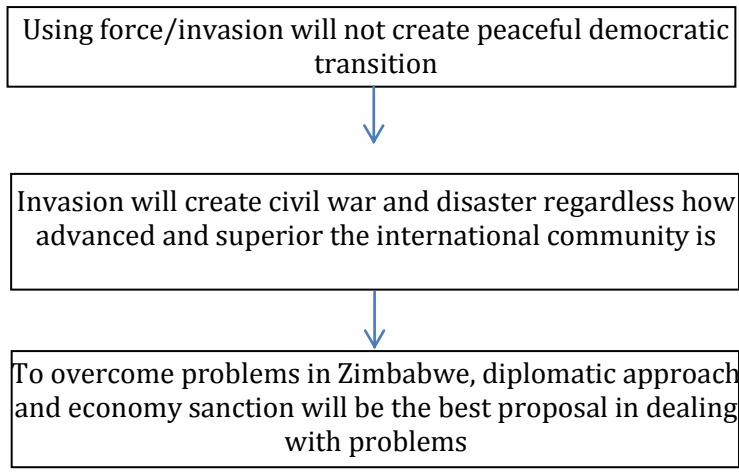 Using force/invasion will not create peaceful democratic
transition
Invasion will create civil war and disaster regardless how
advanced and superior the international community is
To overcome problems in Zimbabwe, diplomatic approach
and economy sanction will be the best proposal in dealing
with problems